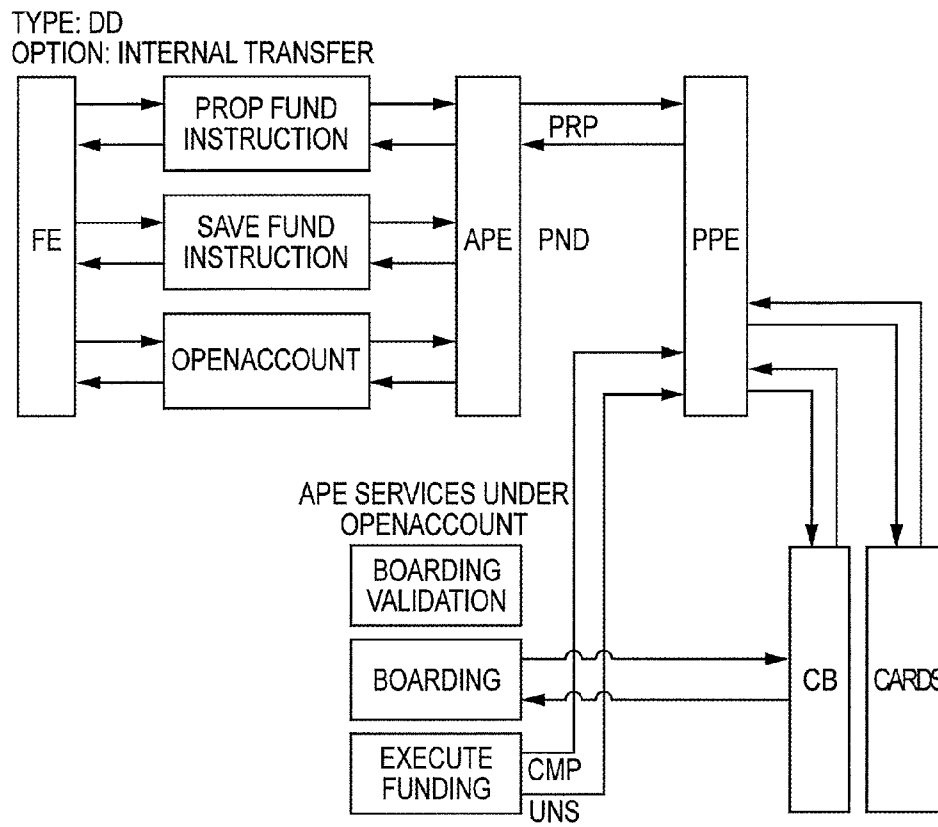 TYPE: DD
OPTION: INTERNAL TRANSFER
FE
PROP FUND
INSTRUCTION
SAVE FUND
INSTRUCTION
OPENACCOUNT
APE
PRP
PND
PPE
APE SERVICES UNDER
OPENACCOUNT
BOARDING
VALIDATION
BOARDING
EXECUTE
FUNDING
CMP
UNS
CB
CARDS